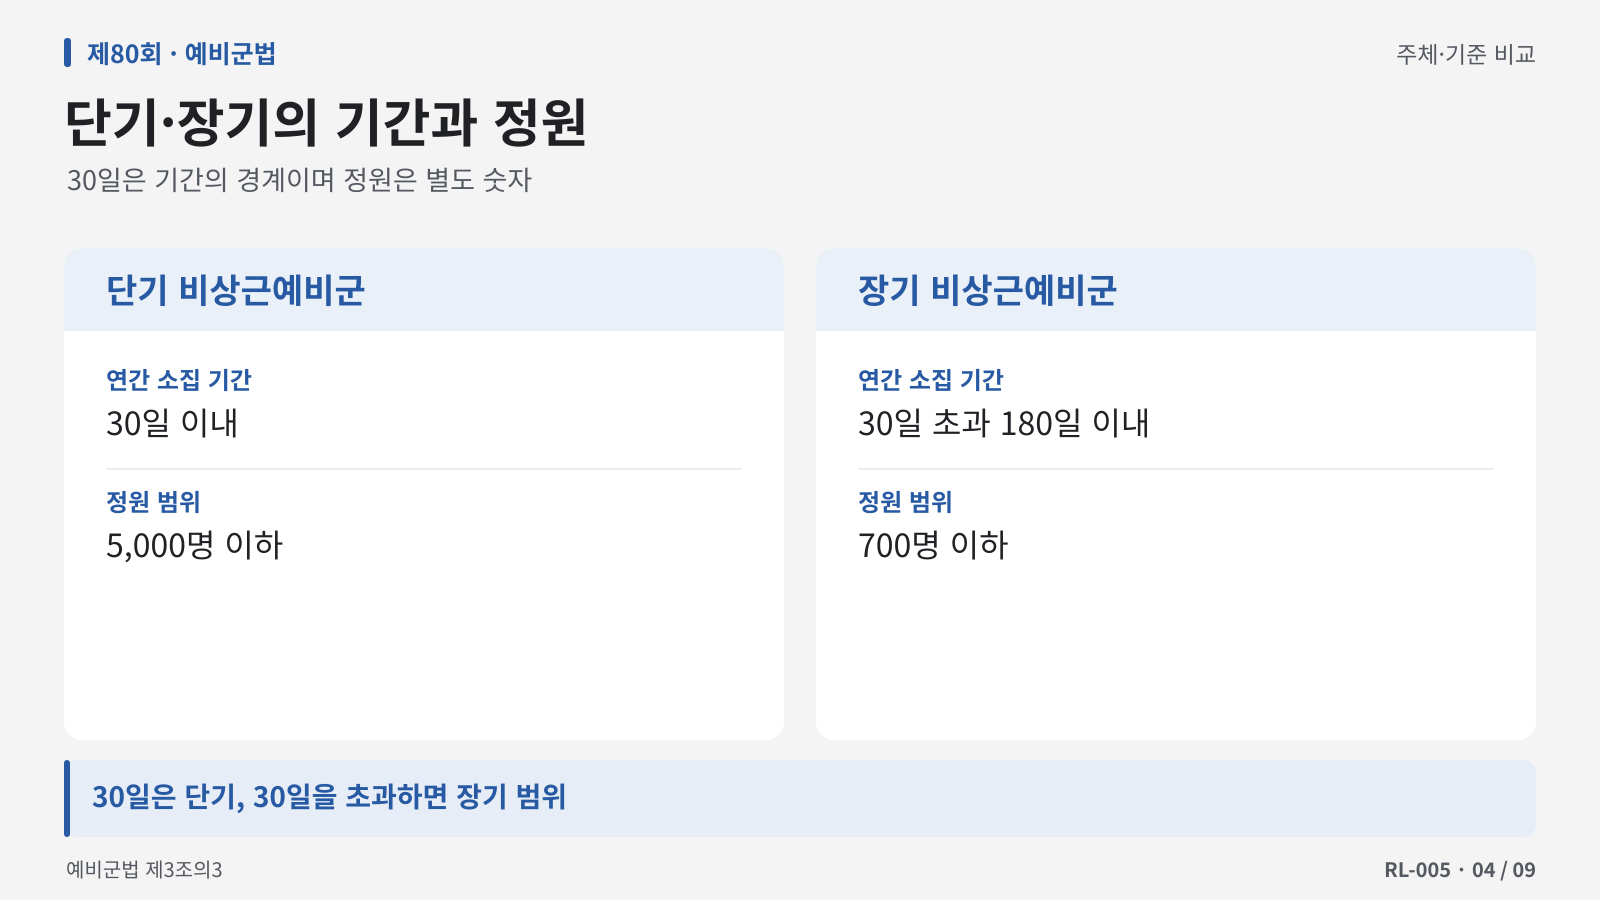 제80회 · 예비군법
주체·기준 비교
단기·장기의 기간과 정원
30일은 기간의 경계이며 정원은 별도 숫자
단기 비상근예비군
연간 소집 기간
30일 이내
정원 범위
5,000명 이하
장기 비상근예비군
연간 소집 기간
30일 초과 180일 이내
정원 범위
700명 이하
30일은 단기, 30일을 초과하면 장기 범위
예비군법 제3조의3
RL-005 · 04 / 09